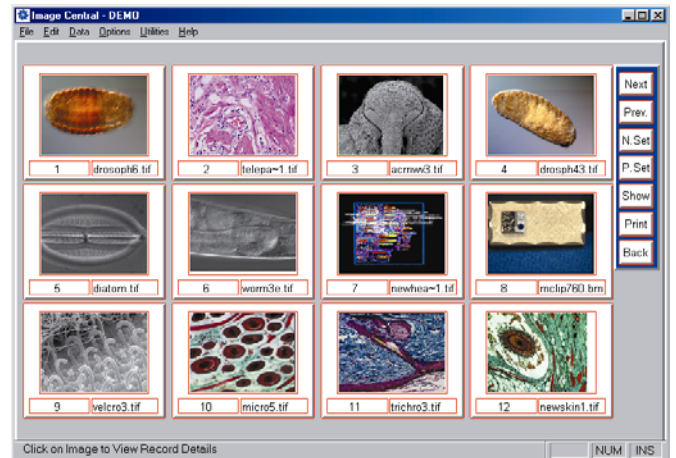 Image Central - DEMO
File Edit Data Options Utilities Help
1 drosoph6.tif
2 telepa~1.tif
3 acrnwv3.tif
4 drosph43.tif
Next
Prev.
N.Set
P.Set
Show
Print
Back
5 diatom.tif
6 worm3e.tif
7 newhea~1.tif
8 mclip760.bm
9 velcro3.tif
10 micro5.tif
11 trichro3.tif
12 newskin1.tif
Click on Image to View Record Details
NUM INS